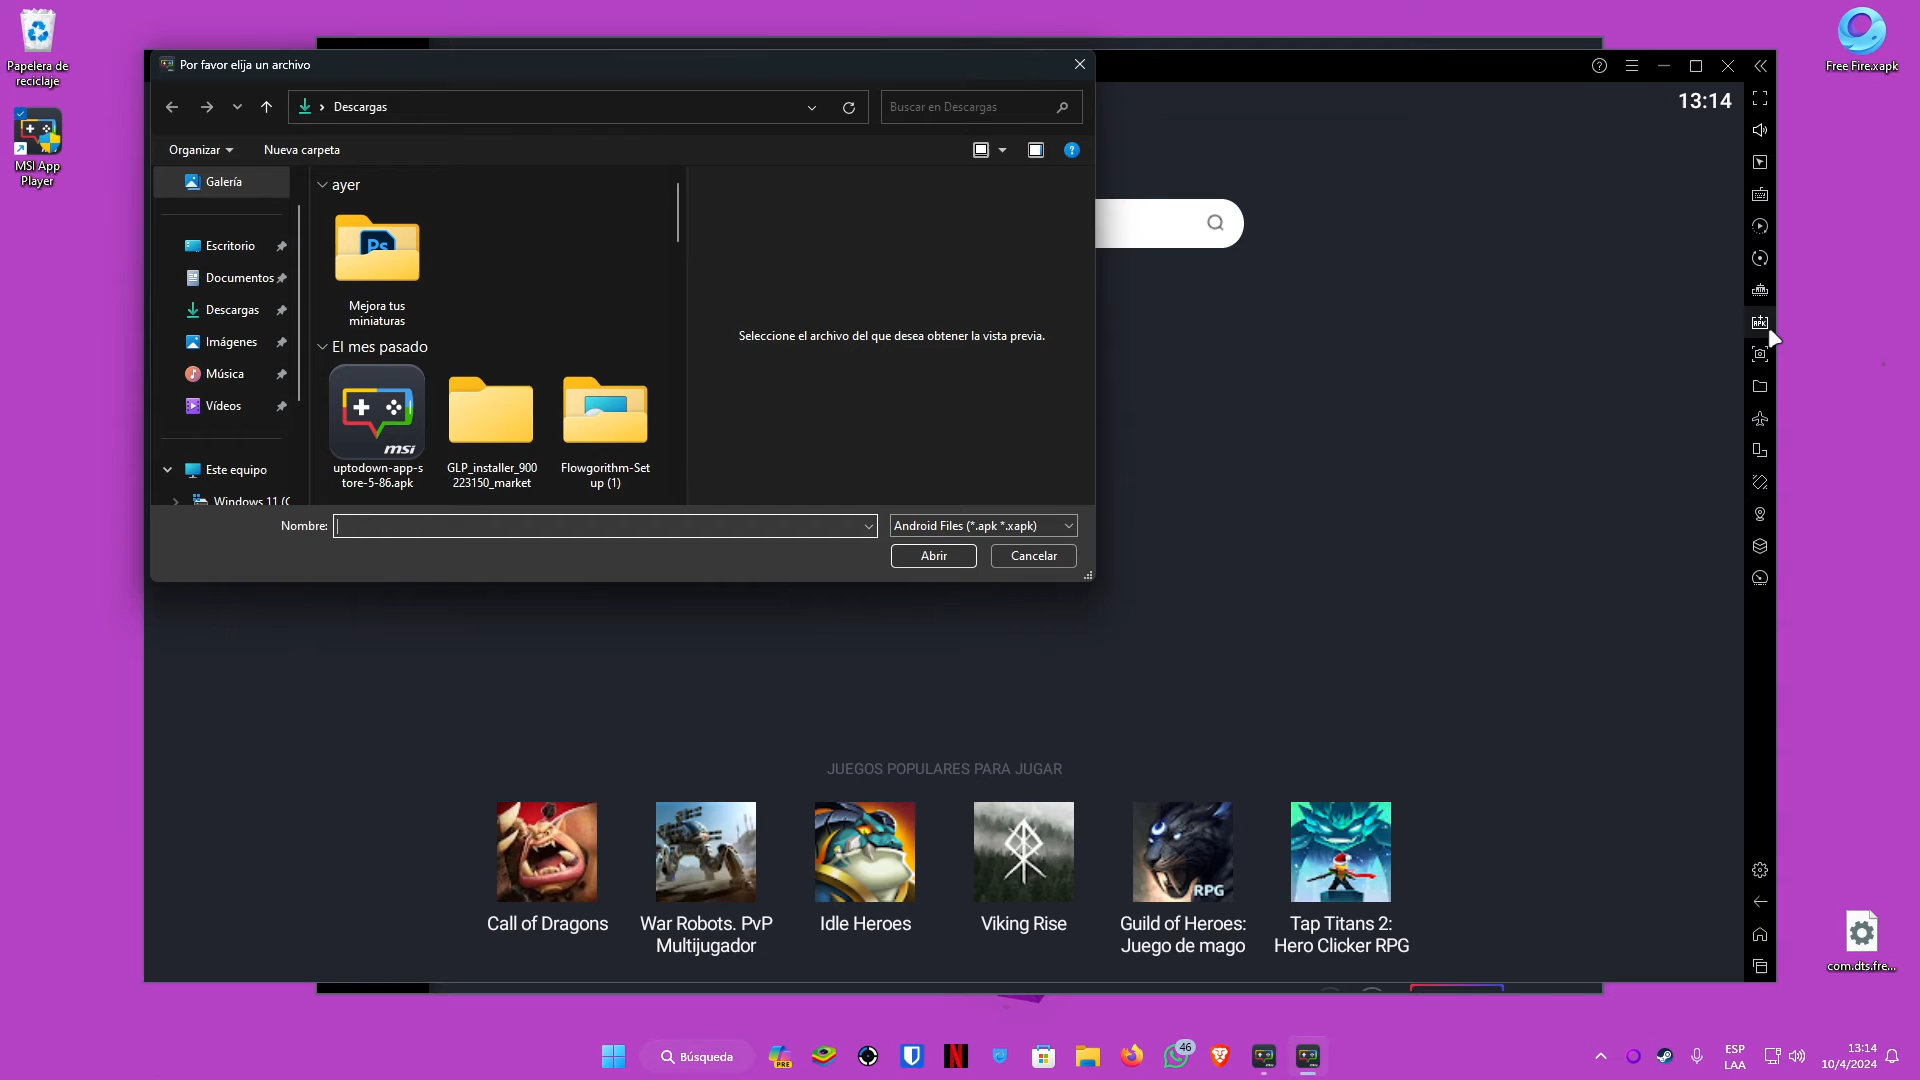 Papelera de
reciclaje
MSI App
Player
Por favor elija un archivo
Descargas
Buscar en Descargas
Organizar
Nueva carpeta
Galería
Escritorio
Documentos
Descargas
Imágenes
Música
Vídeos
Este equipo
Windows 11 (C
ayer
Ps
Mejora tus
miniaturas
El mes pasado
msi
uptodown-app-s
tore-5-86.apk
GLP_installer_900
223150_market
Flowgorithm-Set
up (1)
Seleccione el archivo del que desea obtener la vista previa.
Nombre:
Android Files (*.apk *.xapk)
Abrir
Cancelar
13:14
Free Fire.xapk
JUEGOS POPULARES PARA JUGAR
RPG
Call of Dragons
War Robots. PvP
Multijugador
Idle Heroes
Viking Rise
Guild of Heroes:
Juego de mago
Tap Titans 2:
Hero Clicker RPG
com.dts.fre...
Búsqueda
PRE
N
46
ESP
LAA
13:14
10/4/2024